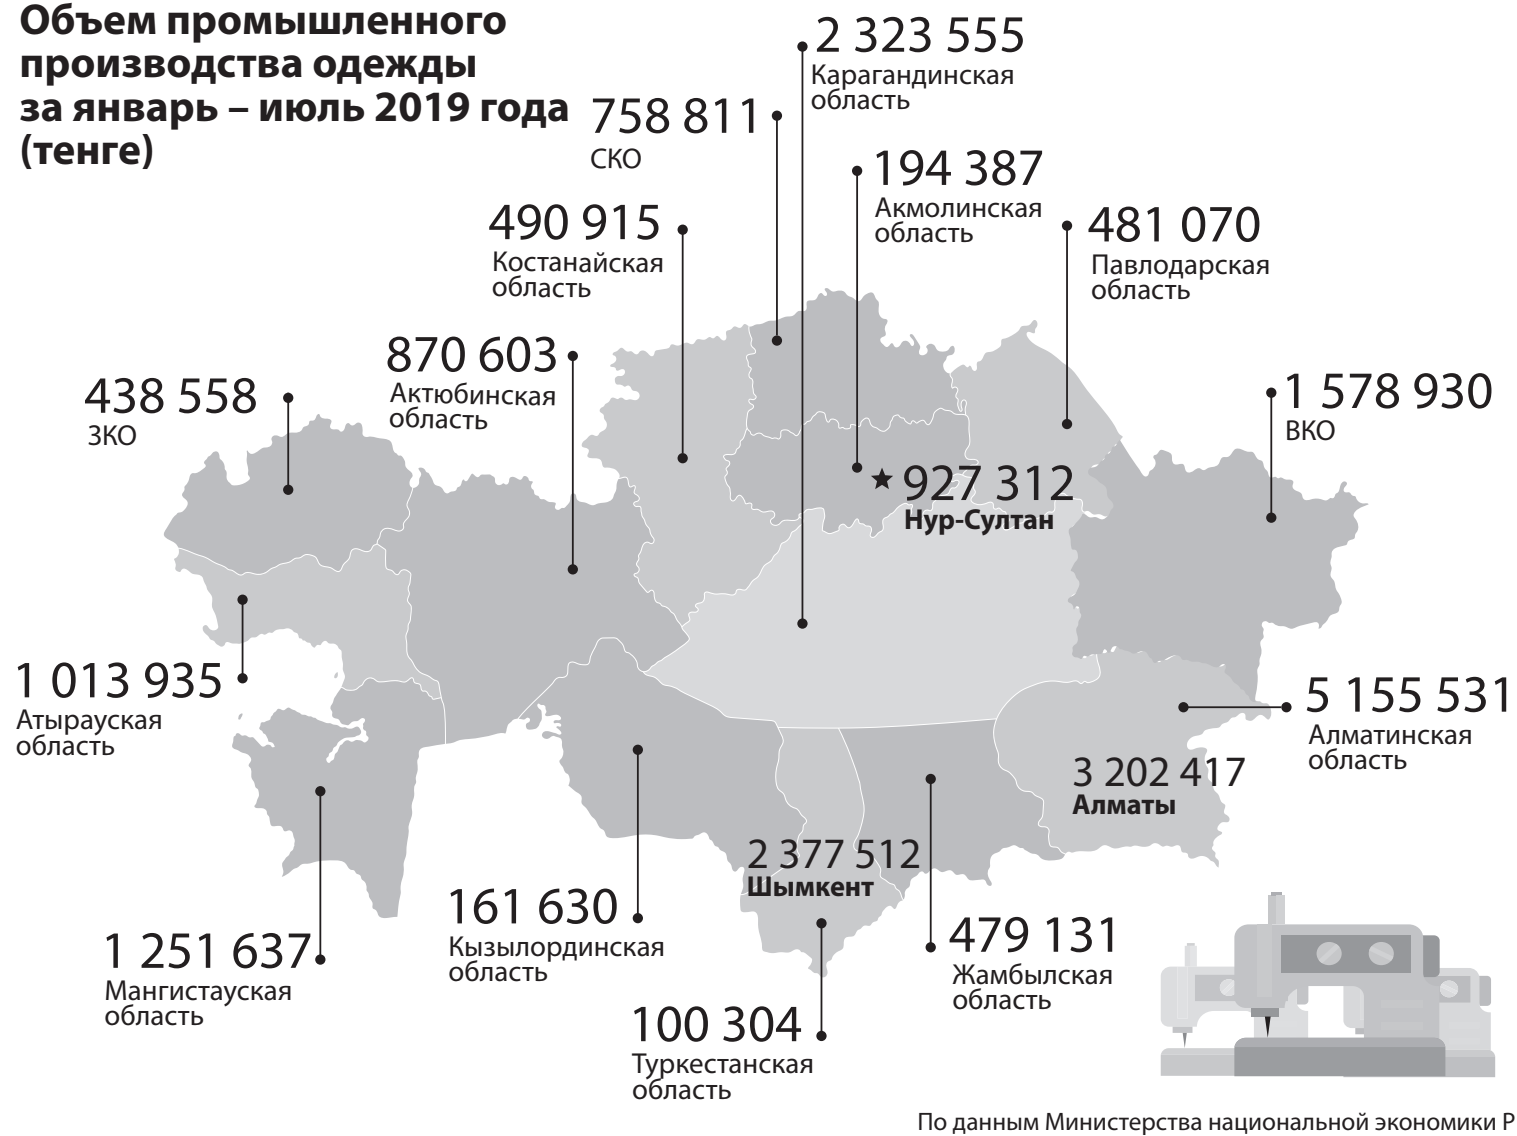 Объем промышленного
производства одежды
за январь – июль 2019 года
(тенге)
2 323 555
Карагандинская
область
758 811
СКО
194 387
Акмолинская
область
490 915
Костанайская
область
481 070
Павлодарская
область
870 603
Актюбинская
область
438 558
ЗКО
1 578 930
ВКО
927 312
Нур-Султан
1 013 935
Атырауская
область
5 155 531
Алматинская
область
3 202 417
Алматы
2 377 512
Шымкент
161 630
Кызылординская
область
1 251 637
Мангистауская
область
479 131
Жамбылская
область
100 304
Туркестанская
область
По данным Министерства национальной экономики Р